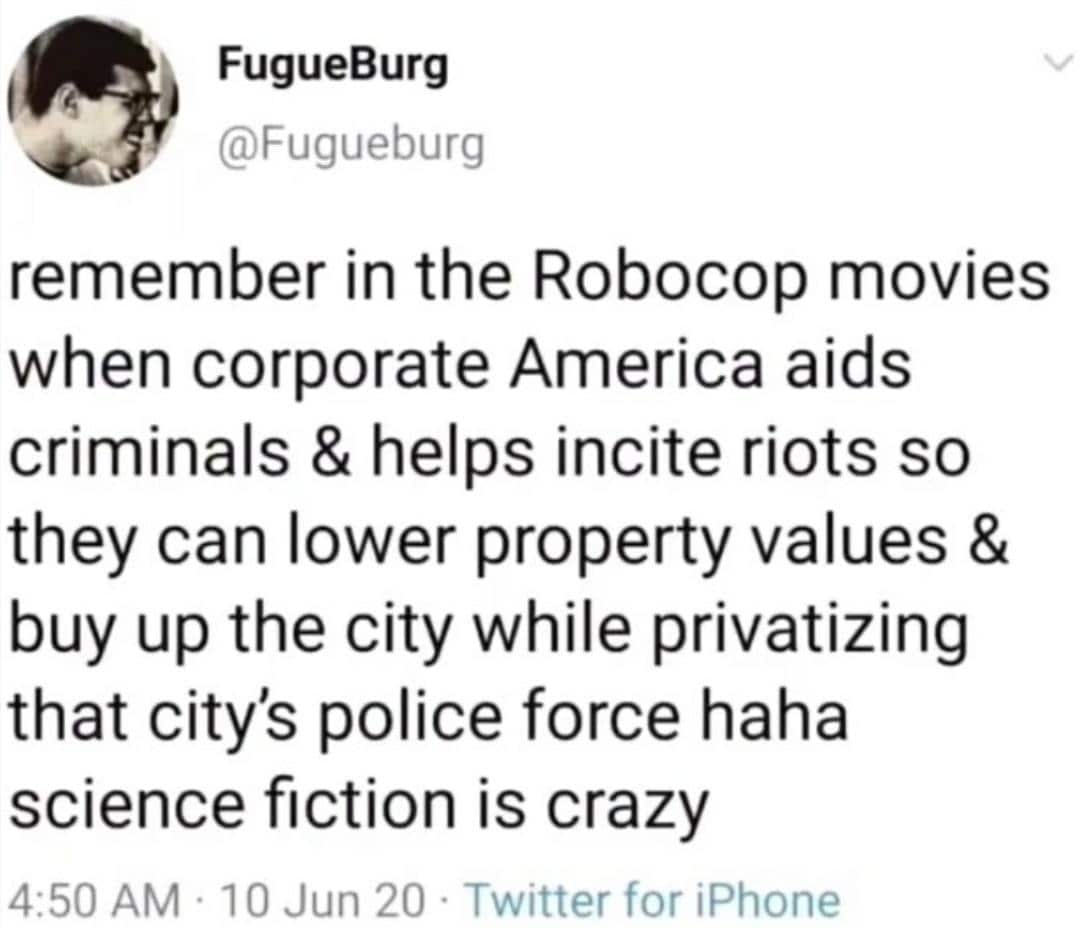 FugueBurg
@Fugueburg
remember in the Robocop movies
when corporate America aids
criminals & helps incite riots so
they can lower property values &
buy up the city while privatizing
that city's police force haha
science fiction is crazy
4:50 AM · 10 Jun 20 · Twitter for iPhone